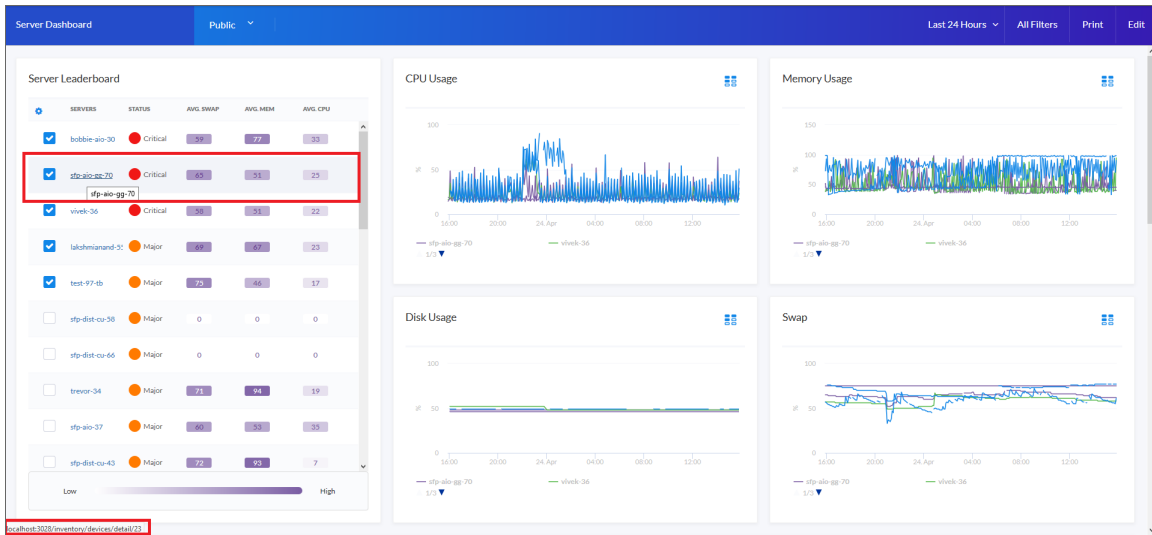 Server Dashboard Public Last 24 Hours All Filters Print Edit
Server Leaderboard
SERVERS STATUS AVG. SWAP AVG. MEM AVG. CPU
bobbie-aio-30 Critical 59 77 33
sfp-aio-gg-70 Critical 65 51 25
sfp-aio-gg-70
vivek-36 Critical 58 51 22
lakshmianand-55 Major 69 67 23
test-97-tb Major 75 46 17
sfp-dist-cu-58 Major 0 0 0
sfp-dist-cu-66 Major 0 0 0
trevor-34 Major 71 94 19
sfp-aio-37 Major 60 53 35
sfp-dist-cu-43 Major 72 93 7
Low High
localhost:3028/inventory/devices/detail/23
CPU Usage
100
%
50
0
16:00 20:00 24. Apr 04:00 08:00 12:00
sfp-aio-gg-70 vivek-36
1/3
Memory Usage
150
100
%
50
0
16:00 20:00 24. Apr 04:00 08:00 12:00
sfp-aio-gg-70 vivek-36
1/3
Disk Usage
100
%
50
0
16:00 20:00 24. Apr 04:00 08:00 12:00
sfp-aio-gg-70 vivek-36
1/3
Swap
100
%
50
0
16:00 20:00 24. Apr 04:00 08:00 12:00
sfp-aio-gg-70 vivek-36
1/3